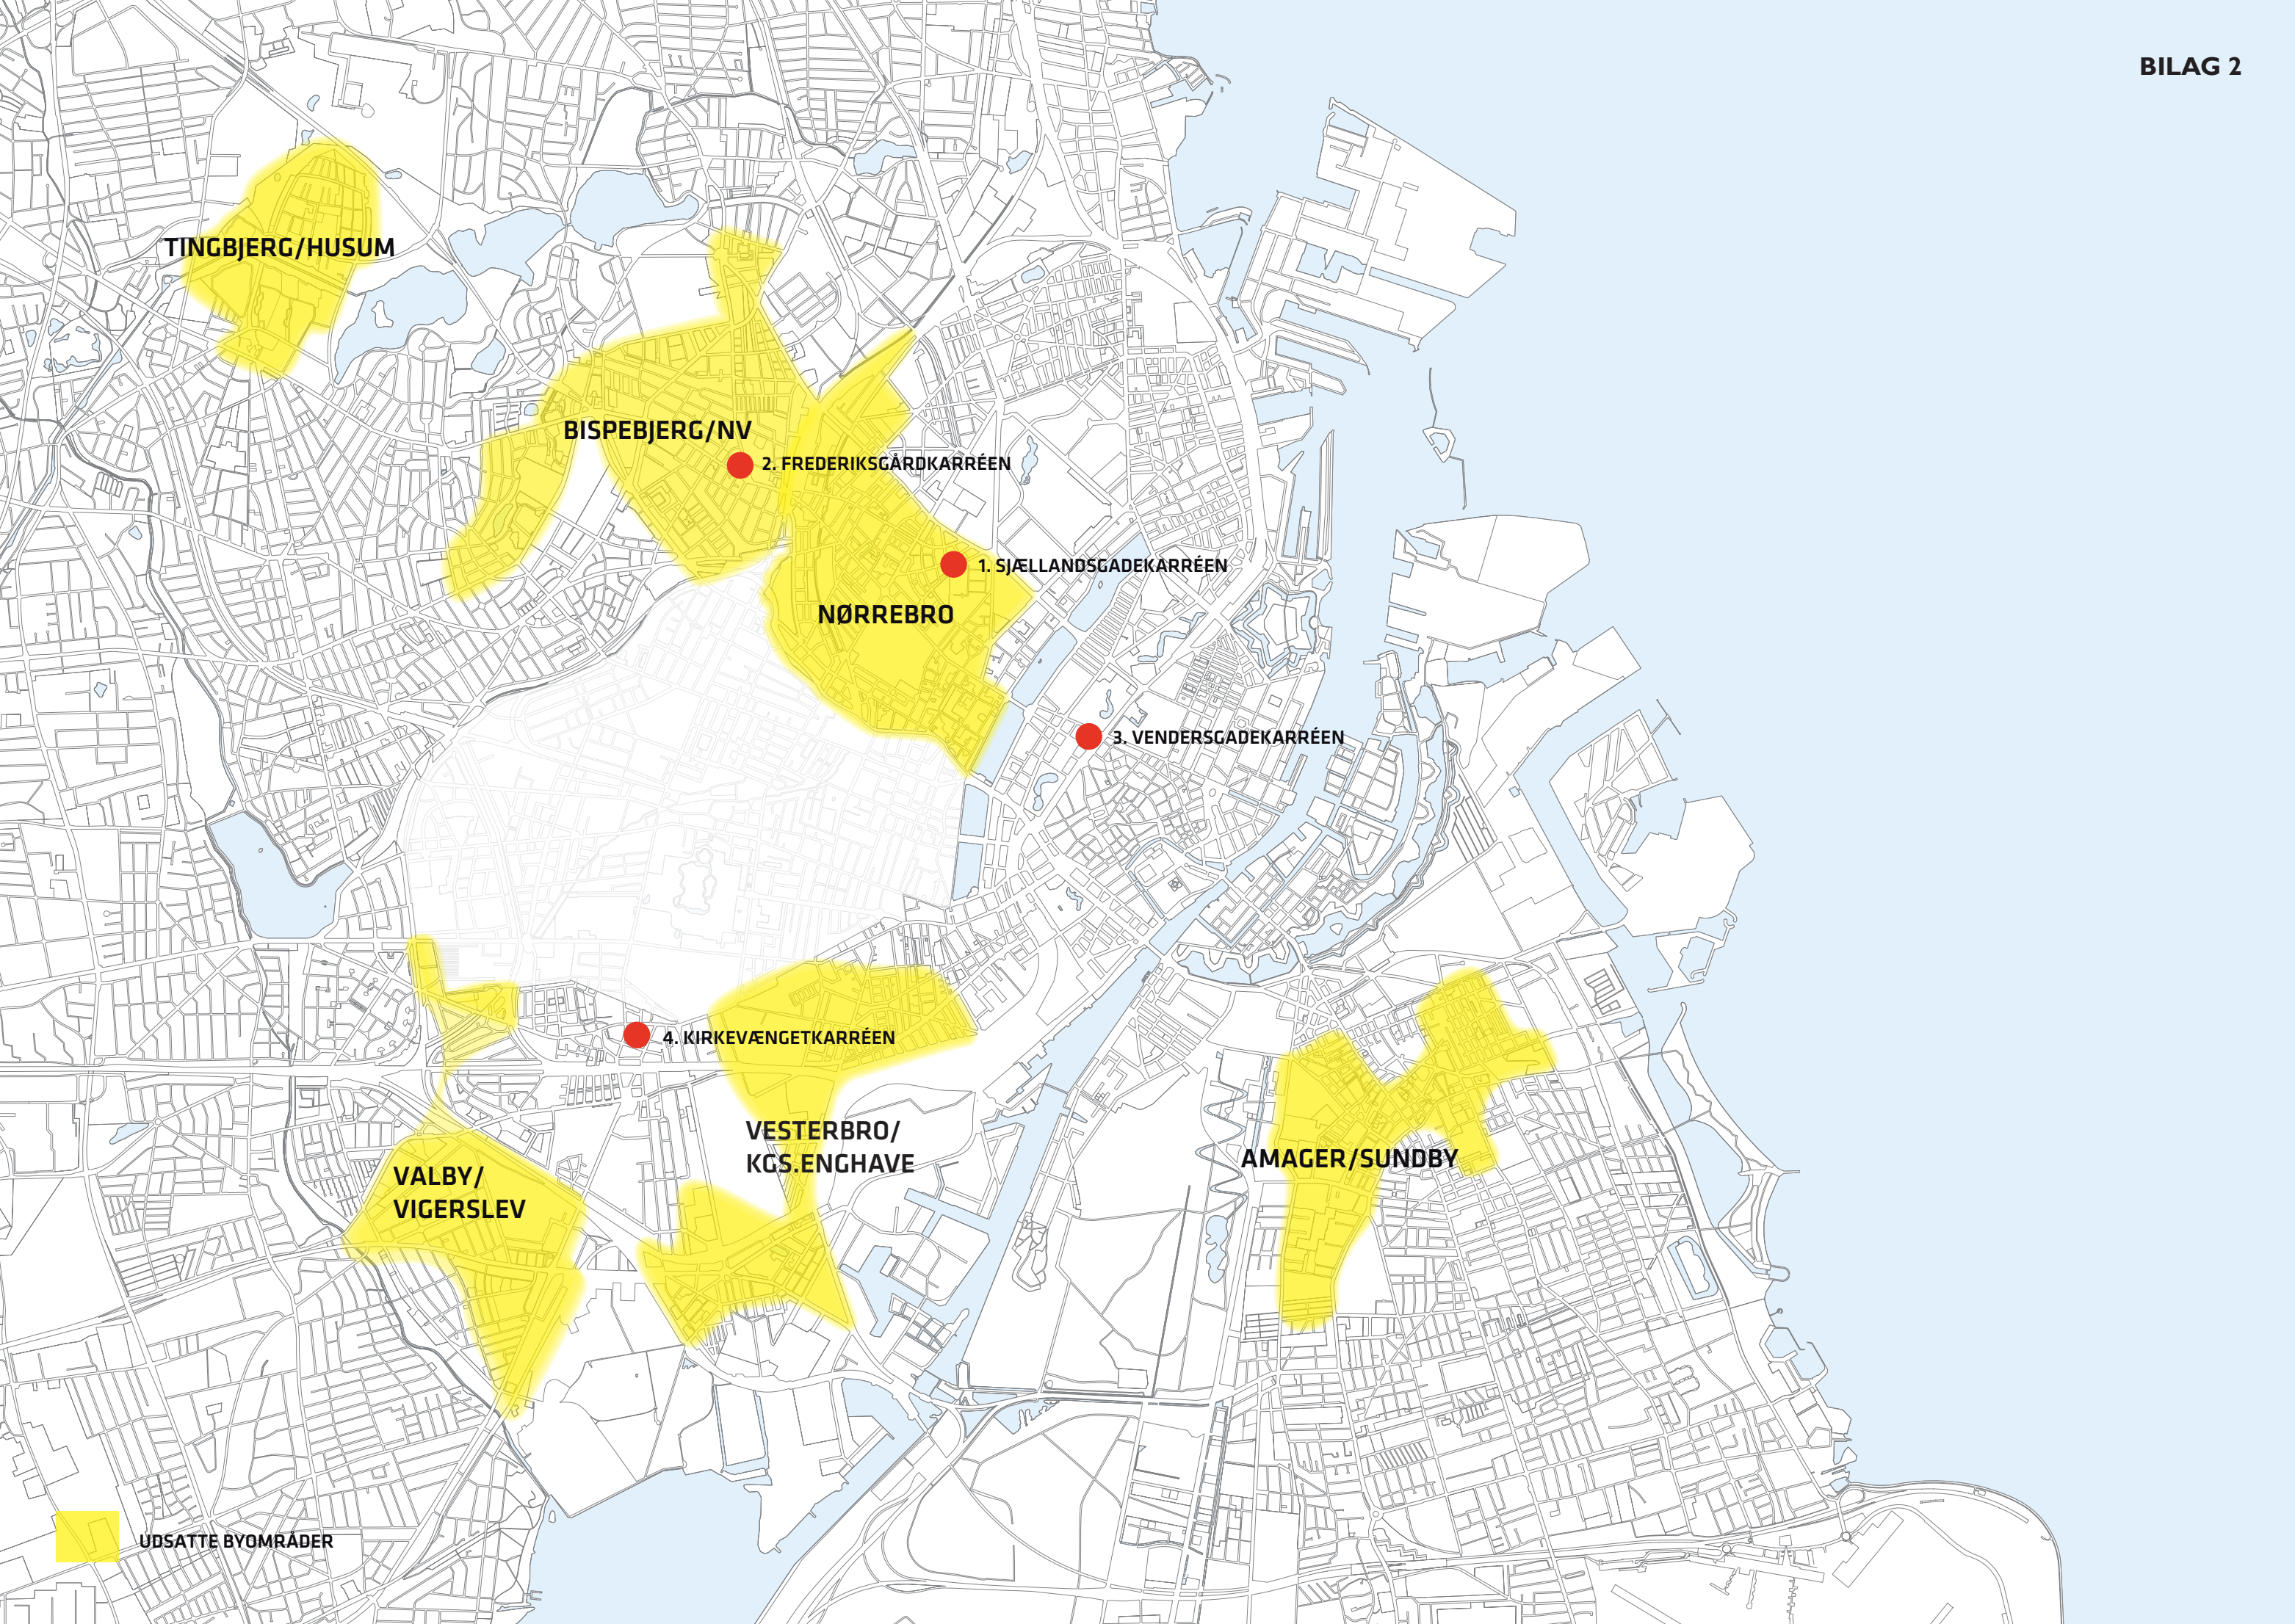 BILAG 2
TINGBJERG/HUSUM
BISPEBJERG/NV
2. FREDERIKSGÅRDKARRÉEN
1. SJÆLLANDSGADEKARRÉEN
NØRREBRO
3. VENDERSGADEKARRÉEN
4. KIRKEVÆNGETKARRÉEN
VESTERBRO/
KGS.ENGHAVE
AMAGER/SUNDBY
VALBY/
VIGERSLEV
UDSATTE BYOMRÅDER